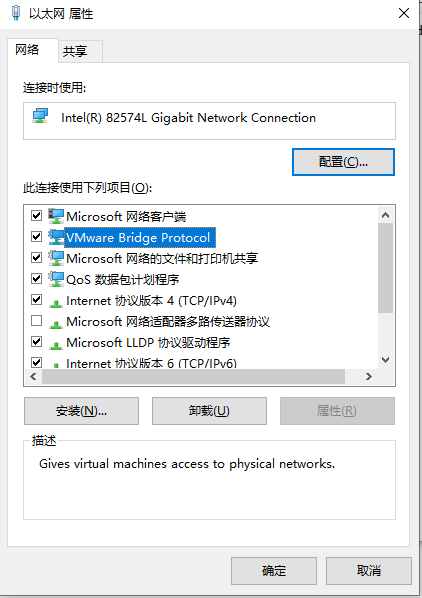 以太网 属性
网络
共享
连接时使用:
Intel(R) 82574L Gigabit Network Connection
配置(C)...
此连接使用下列项目(O):
Microsoft 网络客户端
VMware Bridge Protocol
Microsoft 网络的文件和打印机共享
QoS 数据包计划程序
Internet 协议版本 4 (TCP/IPv4)
Microsoft 网络适配器多路传送器协议
Microsoft LLDP 协议驱动程序
Internet 协议版本 6 (TCP/IPv6)
安装(N)...
卸载(U)
属性(R)
描述
Gives virtual machines access to physical networks.
确定
取消